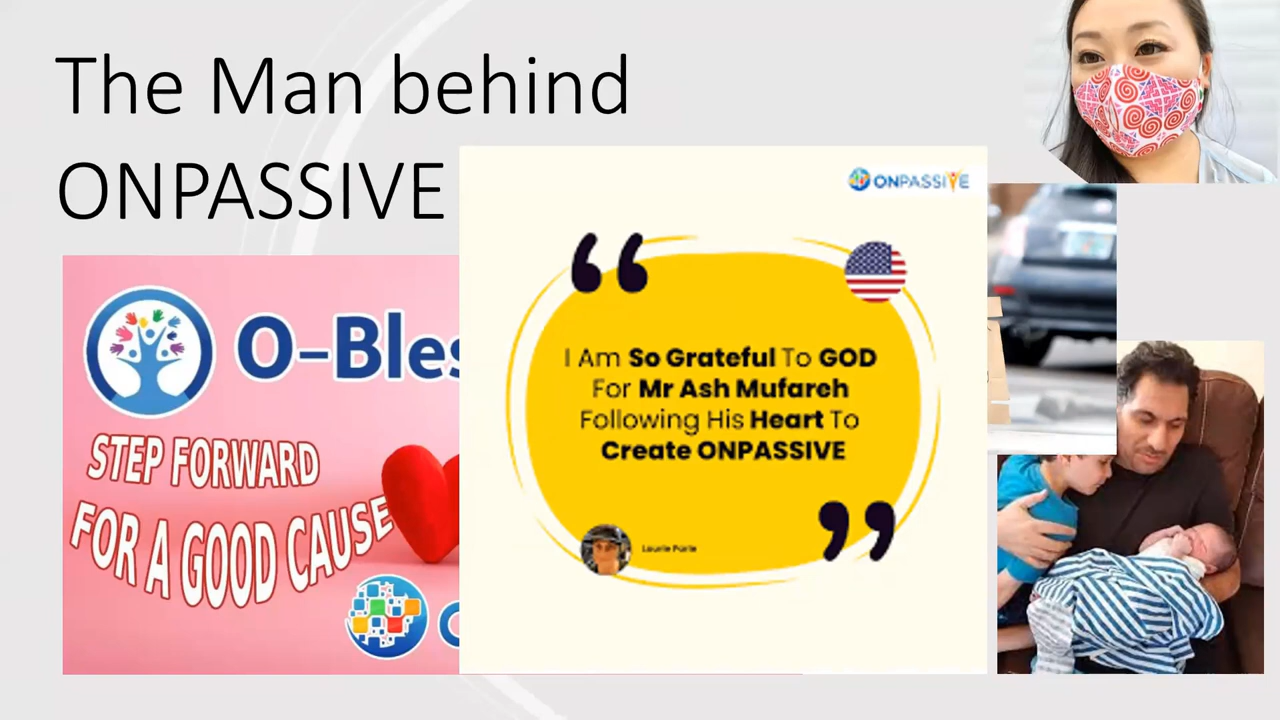 The Man behind
ONPASSIVE
ONPASSIVE
I Am So Grateful To GOD
For Mr Ash Mufareh
Following His Heart To
Create ONPASSIVE
O-Bles
STEP FORWARD
FOR A GOOD CAUSE